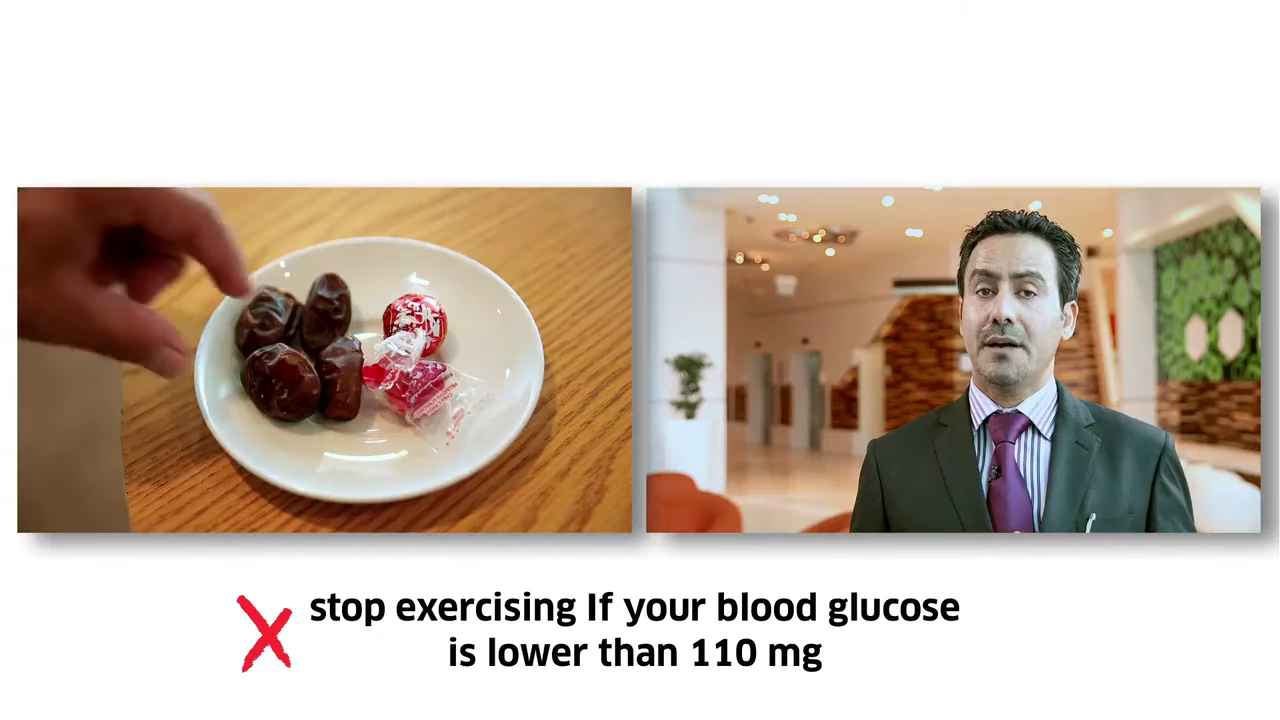 stop exercising If your blood glucose
is lower than 110 mg